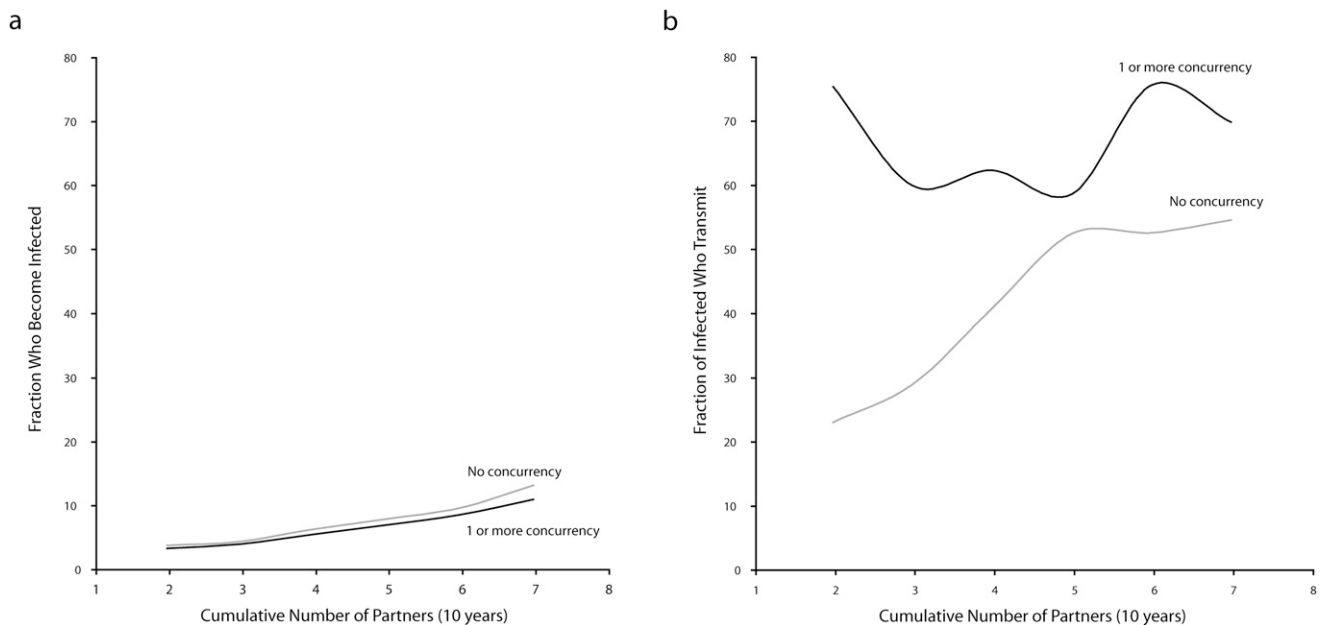 a
80
70
60
50
40
30
20
10
0
Fraction Who Become Infected
No concurrency
1 or more concurrency
1 2 3 4 5 6 7 8
Cumulative Number of Partners (10 years)
b
80
70
60
50
40
30
20
10
0
Fraction of Infected Who Transmit
1 or more concurrency
No concurrency
1 2 3 4 5 6 7 8
Cumulative Number of Partners (10 years)